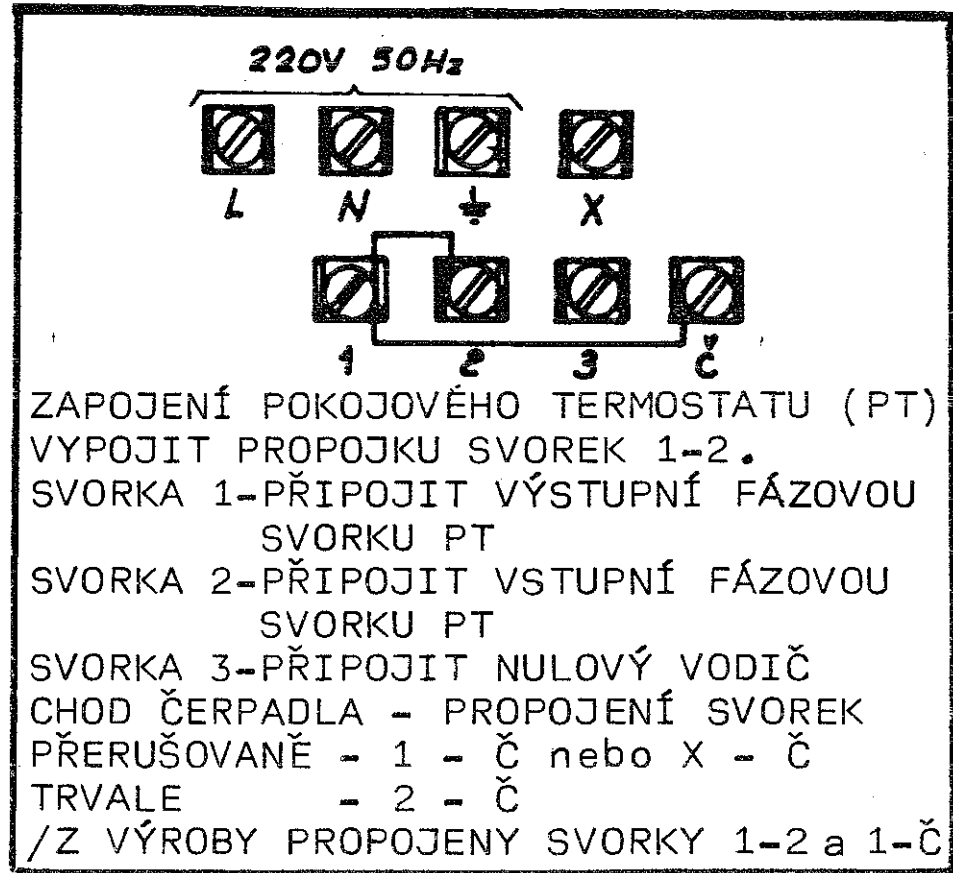 220V 50Hz
L N ⏚ X
1 2 3 Č
ZAPOJENÍ POKOJOVÉHO TERMOSTATU (PT)
VYPOJIT PROPOJKU SVOREK 1-2.
SVORKA 1-PŘIPOJIT VÝSTUPNÍ FÁZOVOU
SVORKU PT
SVORKA 2-PŘIPOJIT VSTUPNÍ FÁZOVOU
SVORKU PT
SVORKA 3-PŘIPOJIT NULOVÝ VODIČ
CHOD ČERPADLA - PROPOJENÍ SVOREK
PŘERUŠOVANĚ - 1 - Č nebo X - Č
TRVALE - 2 - Č
/Z VÝROBY PROPOJENY SVORKY 1-2 a 1-Č